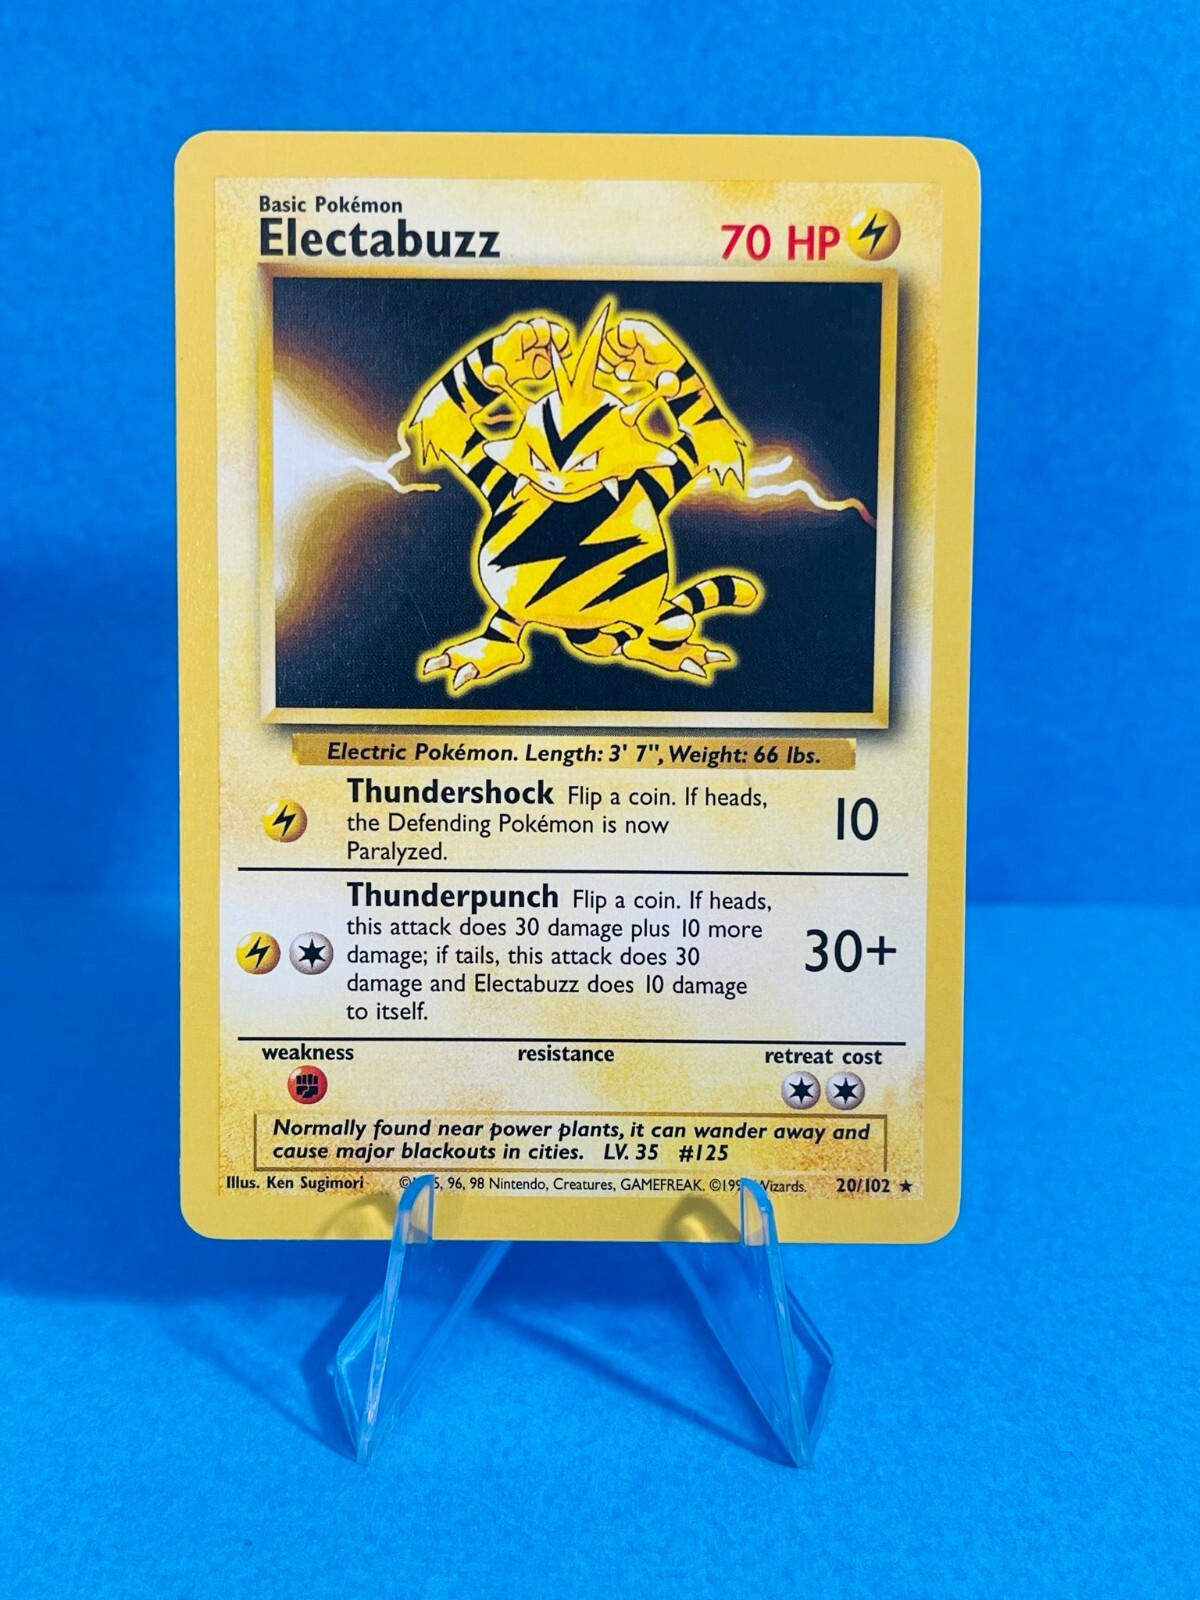 Basic Pokémon
Electabuzz
70 HP
Electric Pokémon. Length: 3' 7", Weight: 66 lbs.
Thundershock Flip a coin. If heads,
the Defending Pokémon is now
Paralyzed.
10
Thunderpunch Flip a coin. If heads,
this attack does 30 damage plus 10 more
damage; if tails, this attack does 30
damage and Electabuzz does 10 damage
to itself.
30+
weakness resistance retreat cost
Normally found near power plants, it can wander away and
cause major blackouts in cities. LV. 35 #125
Illus. Ken Sugimori 96, 98 Nintendo, Creatures, GAMEFREAK. Wizards. 20/102 ★